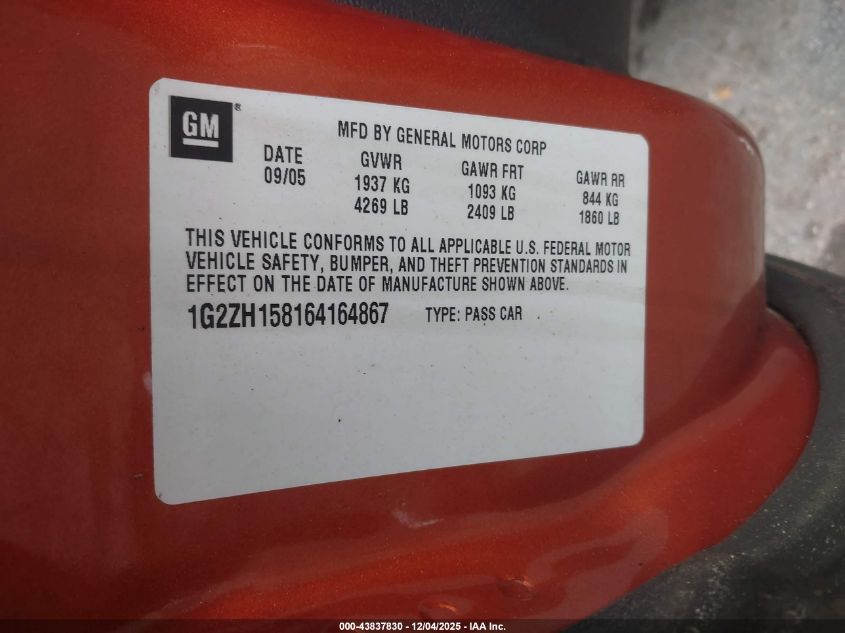 GM ®
MFD BY GENERAL MOTORS CORP
DATE GVWR GAWR FRT GAWR RR
09/05 1937 KG 1093 KG 844 KG
4269 LB 2409 LB 1860 LB
THIS VEHICLE CONFORMS TO ALL APPLICABLE U.S. FEDERAL MOTOR
VEHICLE SAFETY, BUMPER, AND THEFT PREVENTION STANDARDS IN
EFFECT ON THE DATE OF MANUFACTURE SHOWN ABOVE.
1G2ZH158164164867 TYPE: PASS CAR
000-43837830 - 12/04/2025 - IAA Inc.